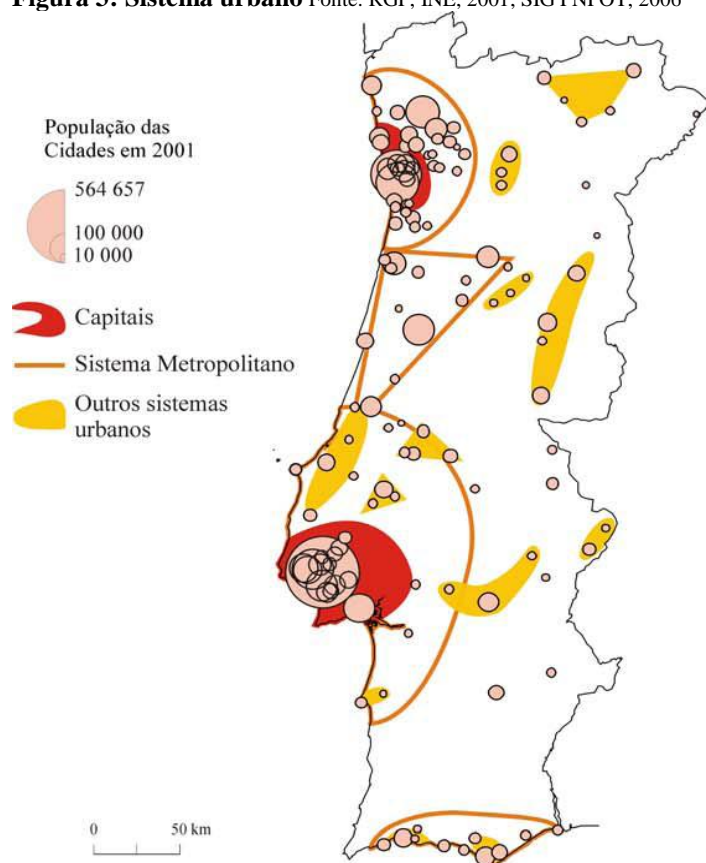 Figura 5: Sistema urbano Fonte: RGP, INE, 2001; SIG PNPOT, 2006
População das
Cidades em 2001
564 657
100 000
10 000
Capitais
Sistema Metropolitano
Outros sistemas
urbanos
0 50 km